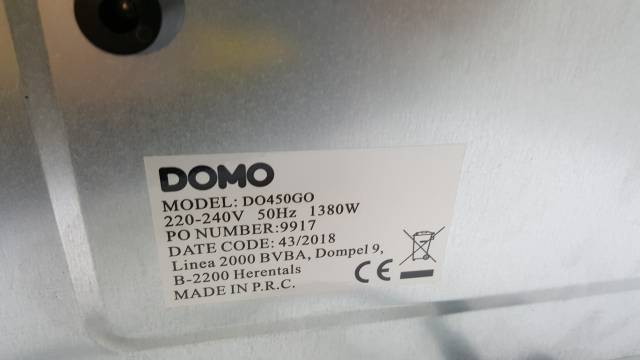 DOMO
MODEL: DO450GO
220-240V 50Hz 1380W
PO NUMBER:9917
DATE CODE: 43/2018
Linea 2000 BVBA, Dompel 9,
B-2200 Herentals
MADE IN P.R.C.
CE